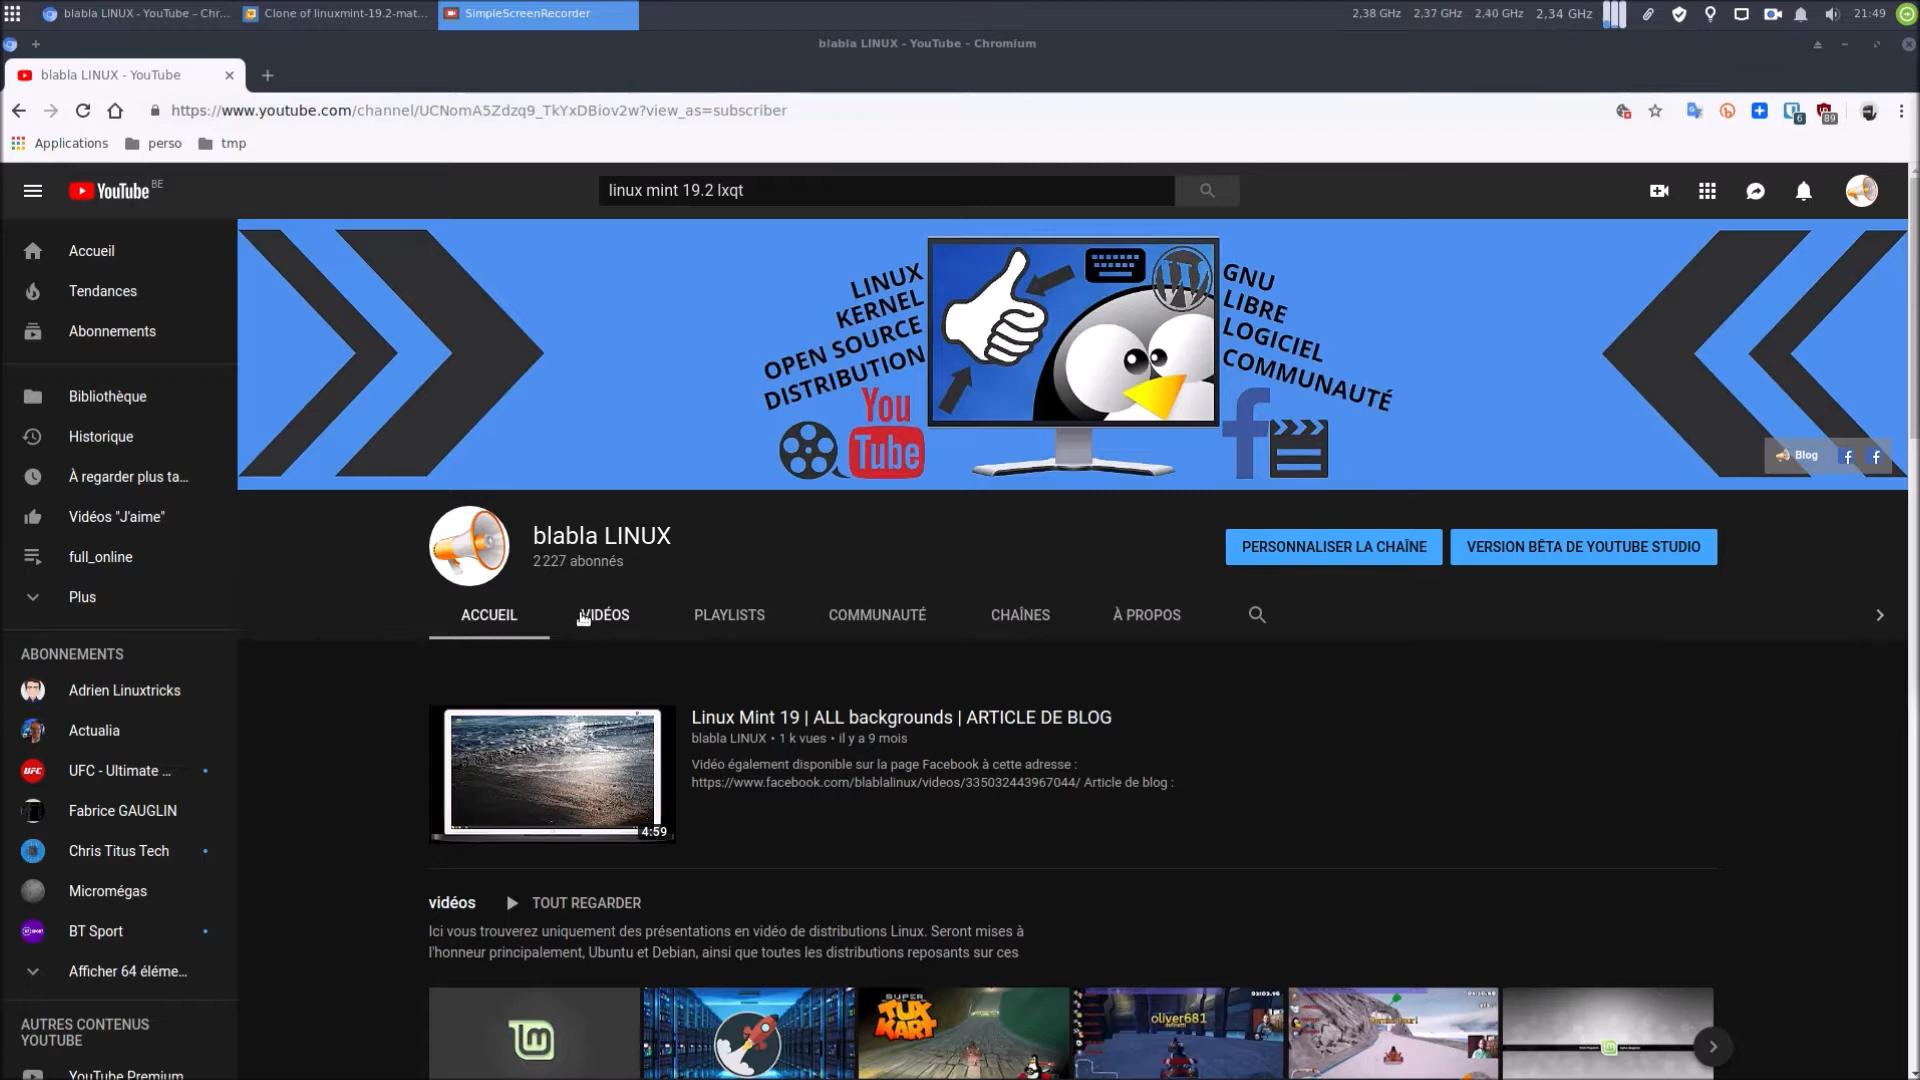 blabla LINUX - YouTube - Chr...
Clone of linuxmint-19.2-mat...
SimpleScreenRecorder
2,38 GHz 2,37 GHz 2,40 GHz 2,34 GHz
21:49
blabla LINUX - YouTube - Chromium
blabla LINUX - YouTube
https://www.youtube.com/channel/UCNomA5Zdzq9_TkYxDBiov2w?view_as=subscriber
6
89
Applications
perso
tmp
YouTube BE
linux mint 19.2 lxqt
Accueil
Tendances
Abonnements
Bibliothèque
Historique
À regarder plus ta...
Vidéos "J'aime"
full_online
Plus
ABONNEMENTS
Adrien Linuxtricks
Actualia
UFC - Ultimate ...
Fabrice GAUGLIN
Chris Titus Tech
Micromégas
BT Sport
Afficher 64 éléme...
AUTRES CONTENUS
YOUTUBE
YouTube Premium
LINUX
KERNEL
OPEN SOURCE
DISTRIBUTION
You
Tube
GNU
LIBRE
LOGICIEL
COMMUNAUTÉ
Blog
blabla LINUX
2 227 abonnés
PERSONNALISER LA CHAÎNE
VERSION BÊTA DE YOUTUBE STUDIO
ACCUEIL
VIDÉOS
PLAYLISTS
COMMUNAUTÉ
CHAÎNES
À PROPOS
Linux Mint 19 | ALL backgrounds | ARTICLE DE BLOG
blabla LINUX • 1 k vues • il y a 9 mois
Vidéo également disponible sur la page Facebook à cette adresse :
https://www.facebook.com/blablalinux/videos/335032443967044/ Article de blog :
4:59
vidéos
TOUT REGARDER
Ici vous trouverez uniquement des présentations en vidéo de distributions Linux. Seront mises à
l'honneur principalement, Ubuntu et Debian, ainsi que toutes les distributions reposants sur ces
SUPER
TUX
KART
oliver681